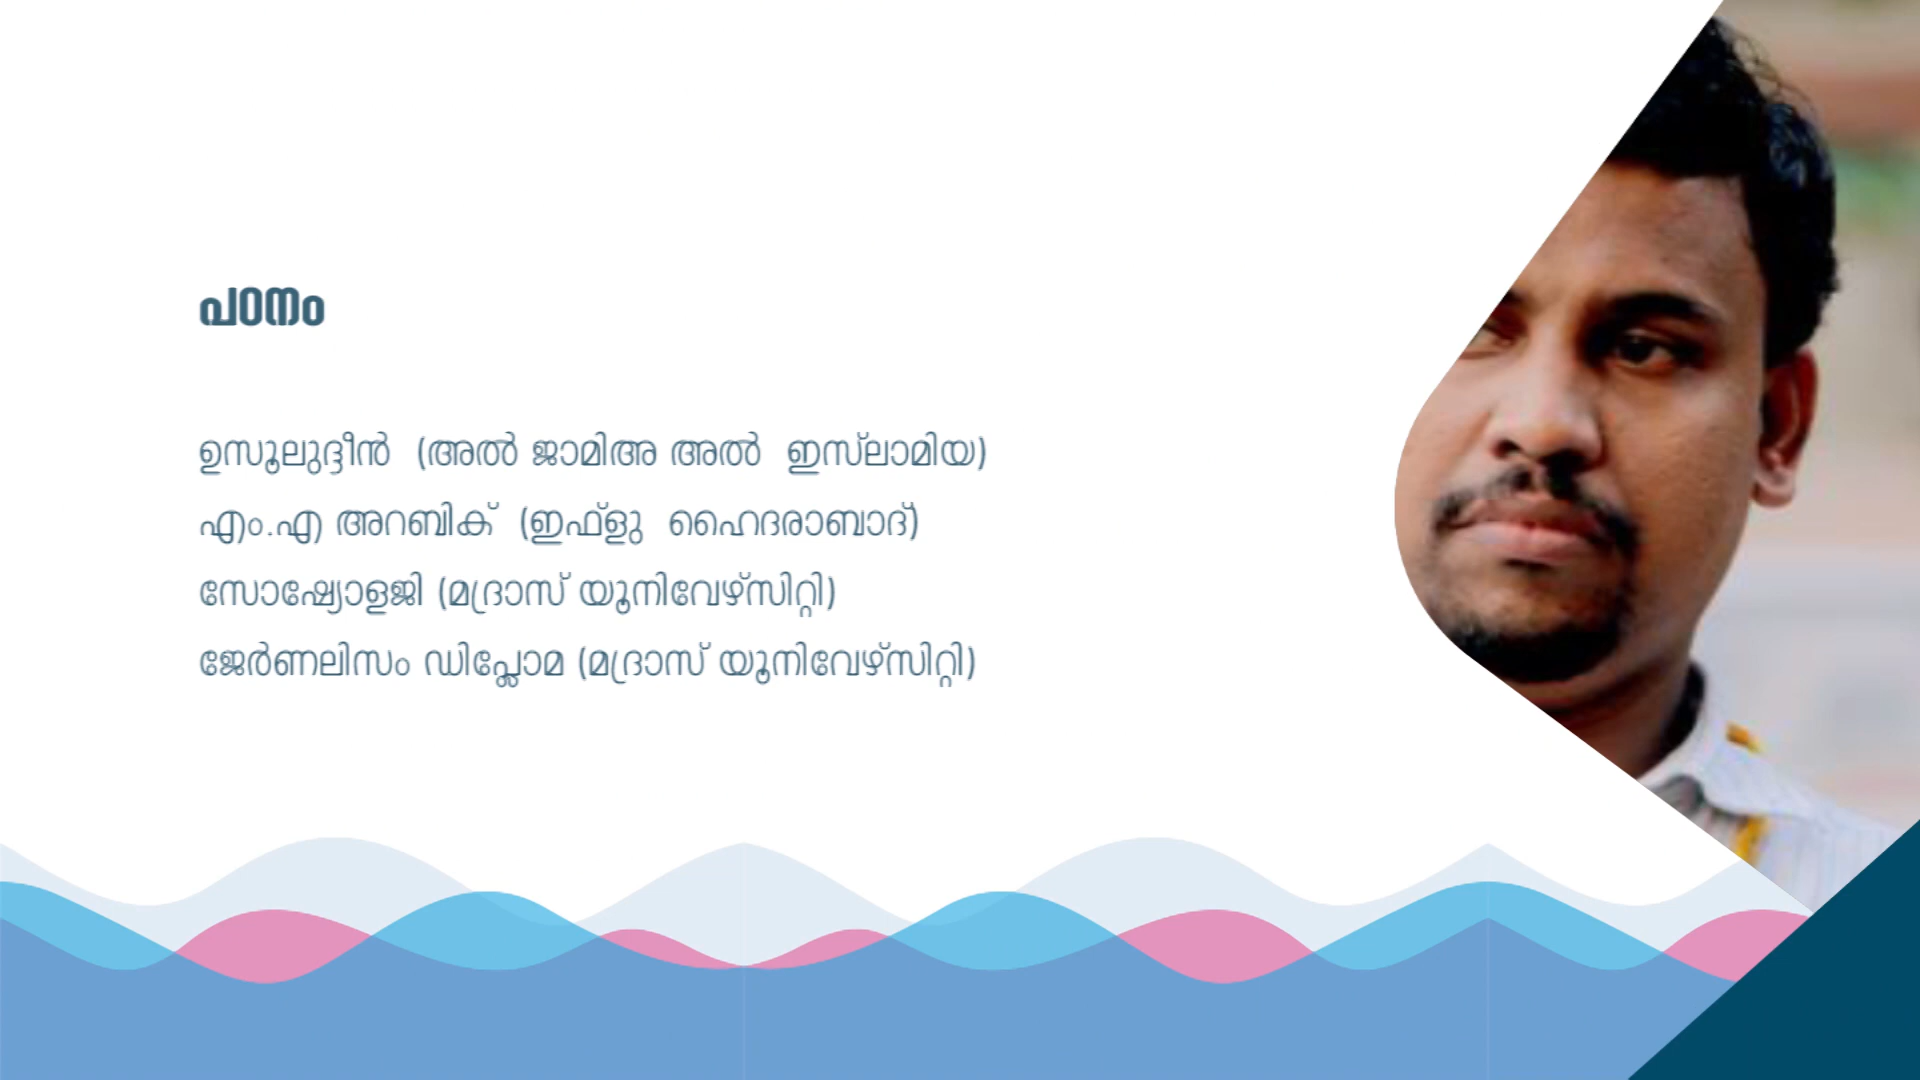 പഠനം
ഉസൂലുദ്ദീൻ (അൽ ജാമിഅ അൽ ഇസ്‌ലാമിയ)
എം.എ അറബിക് (ഇഫ്ളു ഹൈദരാബാദ്)
സോഷ്യോളജി (മദ്രാസ് യൂനിവേഴ്സിറ്റി)
ജേർണലിസം ഡിപ്ലോമ (മദ്രാസ് യൂനിവേഴ്സിറ്റി)